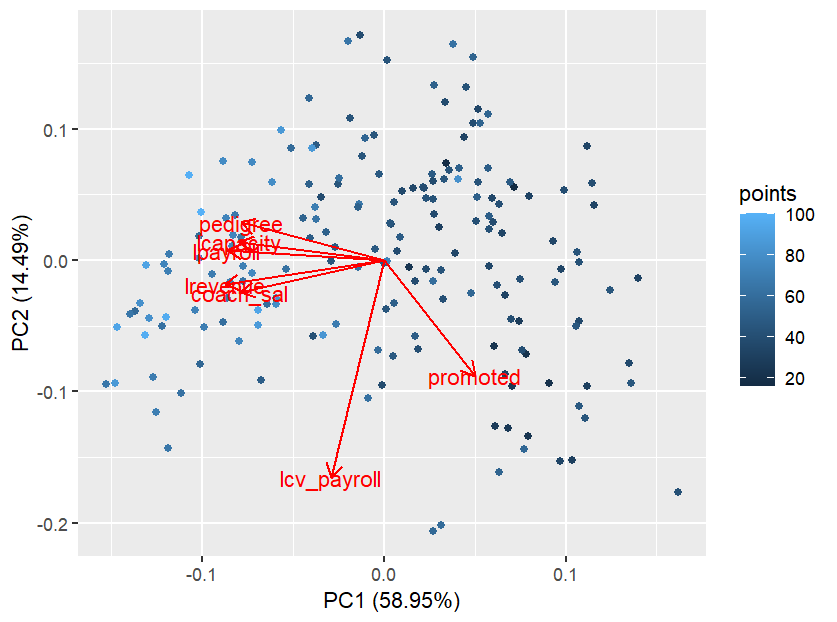 0.1
0.0
-0.1
-0.2
PC2 (14.49%)
pedigree
lcapacity
lpayroll
lrevenue
coach_sal
promoted
lcv_payroll
-0.1
0.0
0.1
PC1 (58.95%)
points
100
80
60
40
20